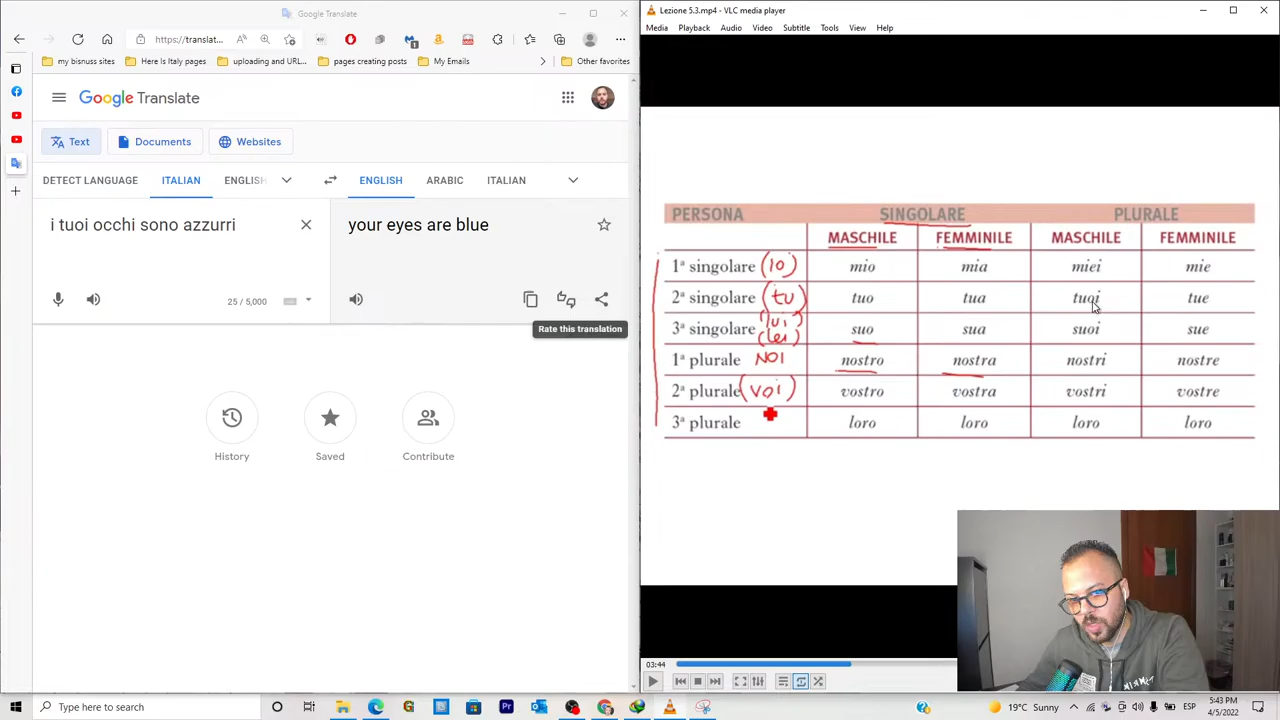 Google Translate
https://translat...
my bisnuss sites
Here Is Italy pages
uploading and URL...
pages creating posts
My Emails
Other favorites
Google Translate
Text
Documents
Websites
DETECT LANGUAGE
ITALIAN
ENGLISH
ENGLISH
ARABIC
ITALIAN
i tuoi occhi sono azzurri
your eyes are blue
25 / 5,000
Rate this translation
History
Saved
Contribute
Lezione 5.3.mp4 - VLC media player
Media Playback Audio Video Subtitle Tools View Help
PERSONA SINGOLARE PLURALE
MASCHILE FEMMINILE MASCHILE FEMMINILE
1ª singolare (Io) mio mia miei mie
2ª singolare (tu) tuo tua tuoi tue
3ª singolare (lui) (lei) suo sua suoi sue
1ª plurale NOI nostro nostra nostri nostre
2ª plurale (voi) vostro vostra vostri vostre
3ª plurale loro loro loro loro
03:44
Type here to search
19°C Sunny
ESP
5:43 PM
4/5/2022